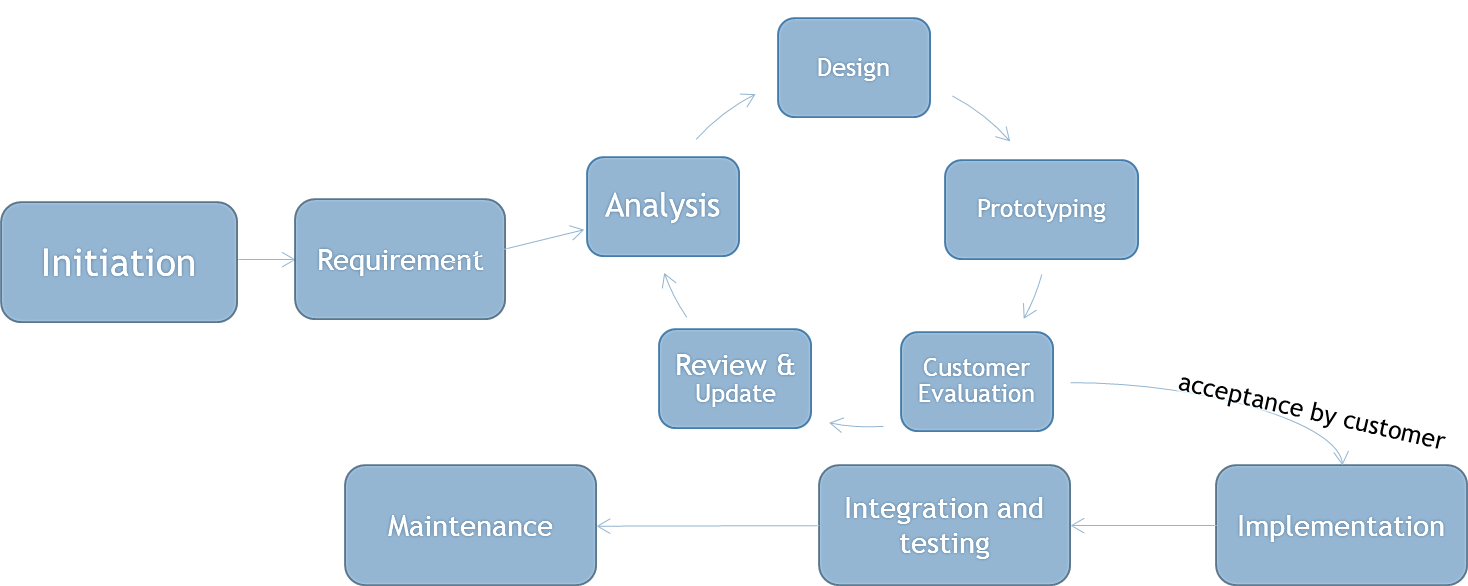 Design
Analysis
Prototyping
Initiation
Requirement
Review &
Update
Customer
Evaluation
acceptance by customer
Maintenance
Integration and
testing
Implementation